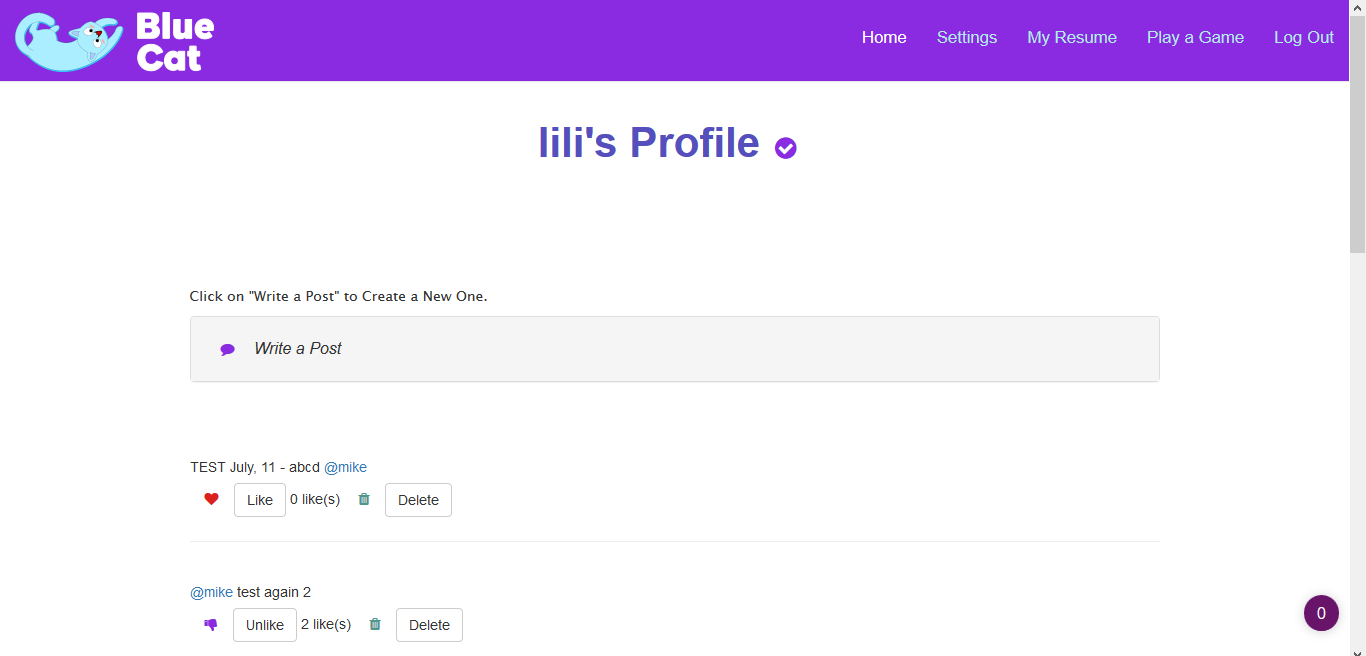 Blue
Cat
Home Settings My Resume Play a Game Log Out
lili's Profile
Click on "Write a Post" to Create a New One.
Write a Post
TEST July, 11 - abcd @mike
Like 0 like(s) Delete
@mike test again 2
Unlike 2 like(s) Delete
0